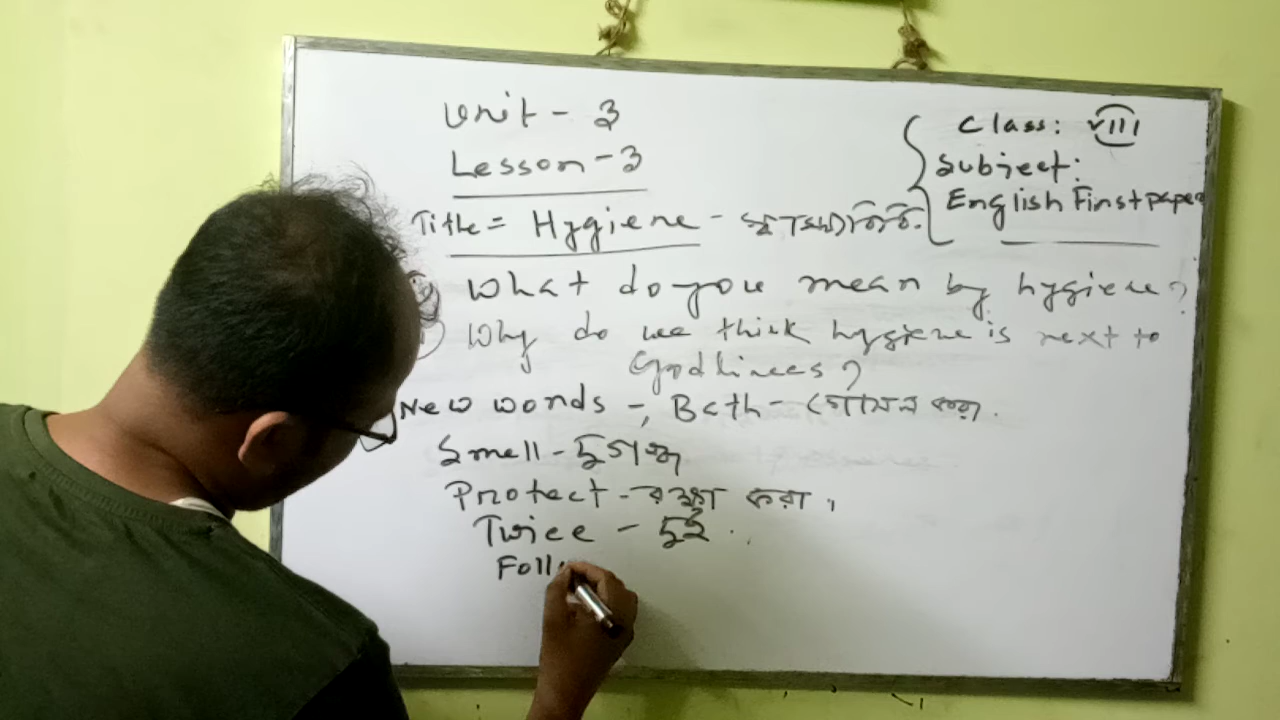 Unit - 3
Lesson - 3
Title = Hygiene - স্বাস্থ্যবিধি.
Class: VIII
Subject:
English First paper
What do you mean by hygiene?
Why do we think hygiene is next to
Godlinees?
New words -, Bath - গোসল করা.
Smell - দুগন্ধ
Protect - রক্ষা করা,
Twice - দুই.
Foll